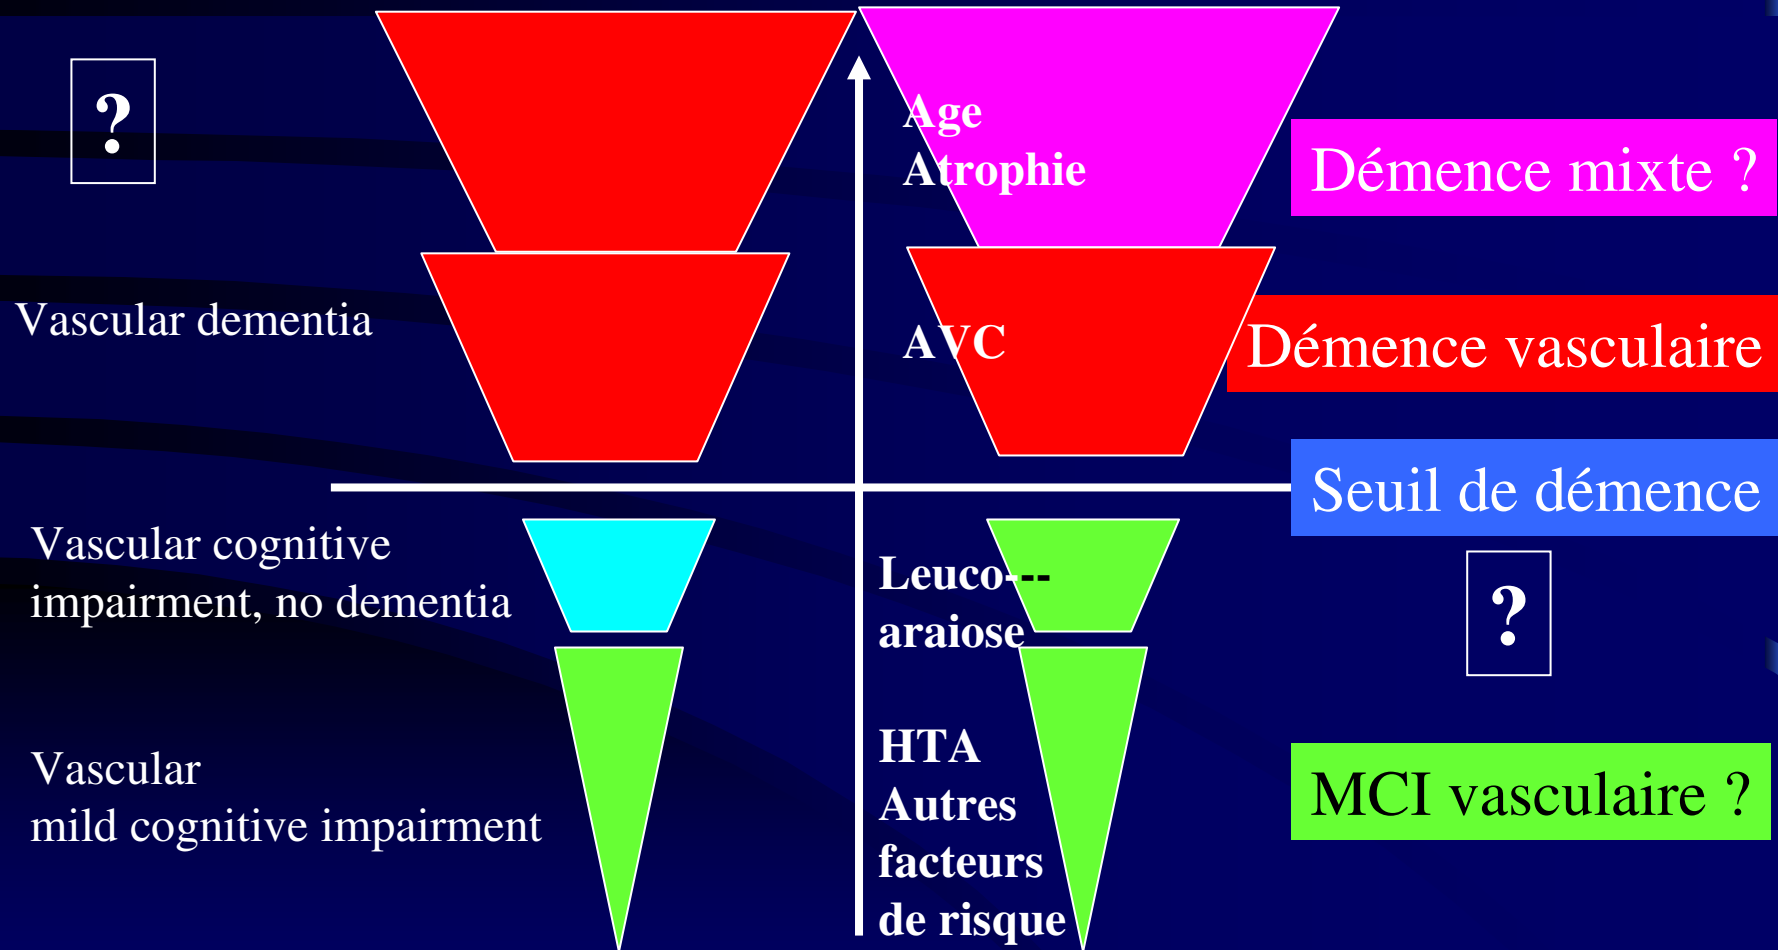 ?
Vascular dementia
Vascular cognitive
impairment, no dementia
Vascular
mild cognitive impairment
Age
Atrophie
AVC
Leuco---
araiose
HTA
Autres
facteurs
de risque
Démence mixte ?
Démence vasculaire
Seuil de démence
?
MCI vasculaire ?